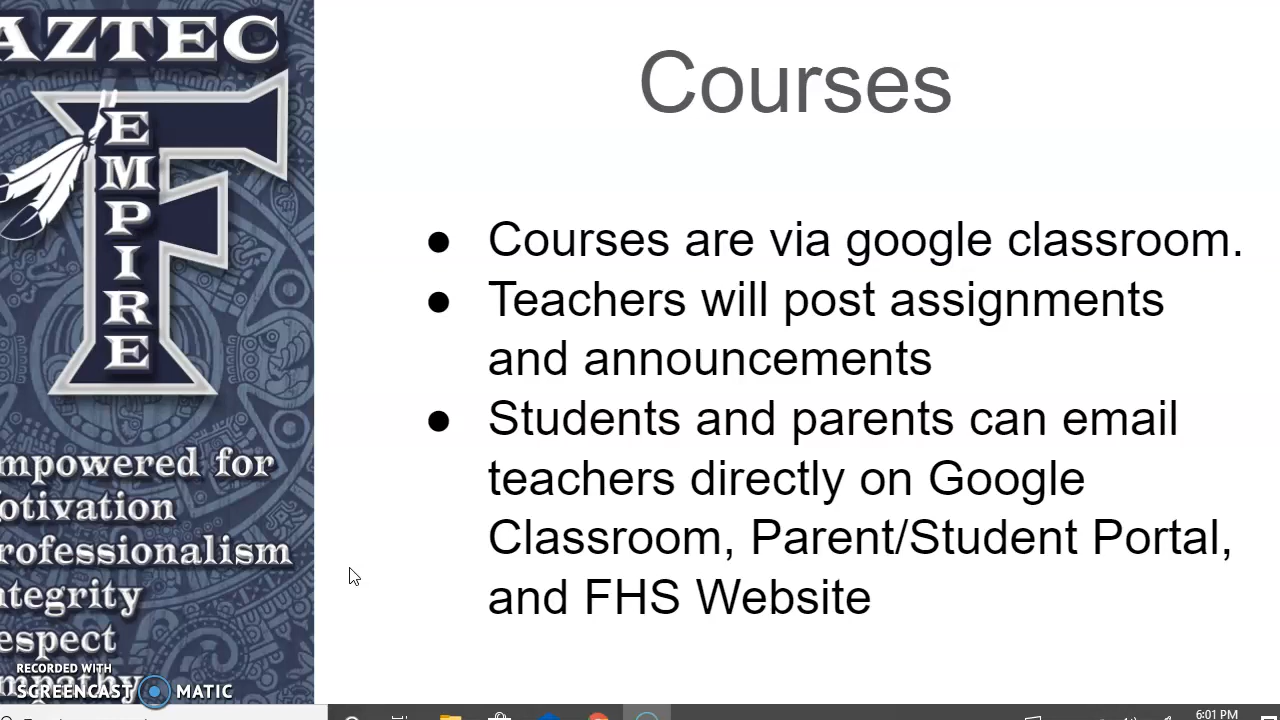 AZTEC
EMPIRE
Courses
● Courses are via google classroom.
● Teachers will post assignments
and announcements
● Students and parents can email
teachers directly on Google
Classroom, Parent/Student Portal,
and FHS Website
mpowered for
otivation
rofessionalism
ntegrity
espect
mpathy
RECORDED WITH
SCREENCAST MATIC
6:01 PM